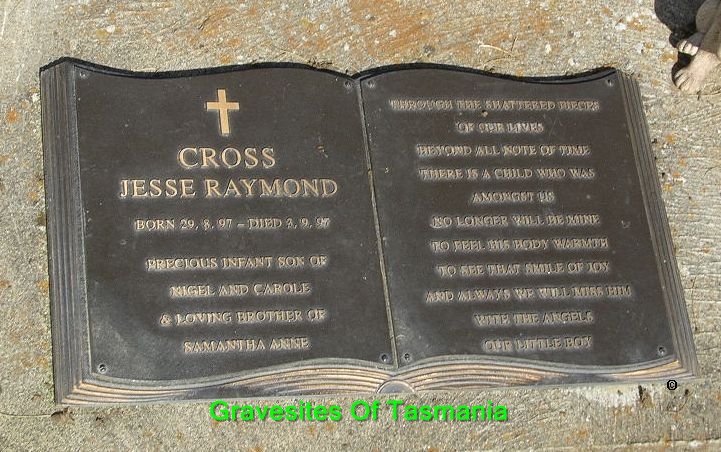 CROSS
JESSE RAYMOND
BORN 29. 8. 97 – DIED 3. 9. 97
PRECIOUS INFANT SON OF
NIGEL AND CAROLE
& LOVING BROTHER OF
SAMANTHA ANNE
THROUGH THE SHATTERED PIECES
OF OUR LIVES
BEYOND ALL NOTE OF TIME
THERE IS A CHILD WHO WAS
AMONGST US
NO LONGER WILL BE MINE
TO FEEL HIS BODY WARMTH
TO SEE THAT SMILE OF JOY
AND ALWAYS WE WILL MISS HIM
WITH THE ANGELS
OUR LITTLE BOY
©
Gravesites Of Tasmania